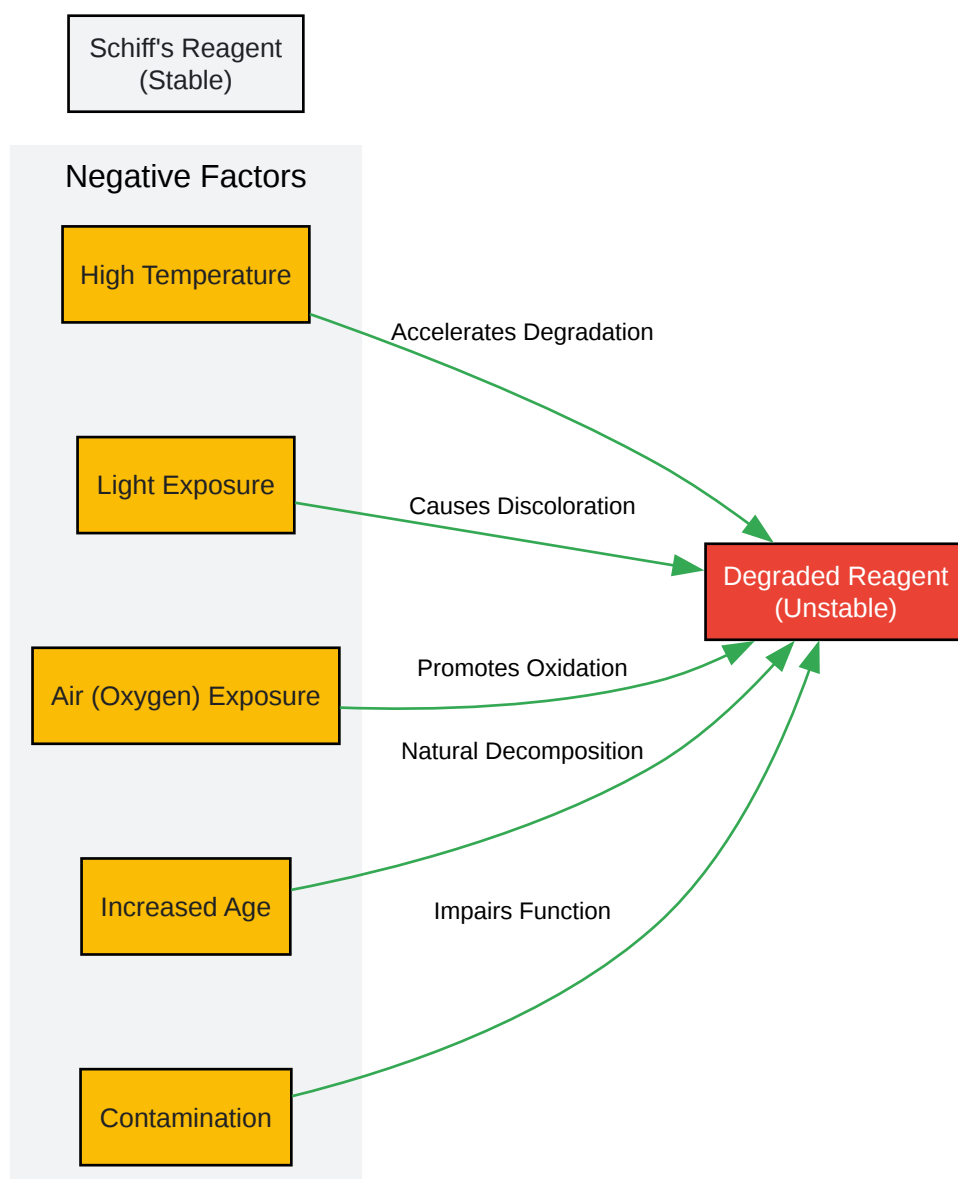 Schiff's Reagent
(Stable)
Negative Factors
High Temperature
Accelerates Degradation
Light Exposure
Causes Discoloration
Degraded Reagent
(Unstable)
Air (Oxygen) Exposure
Promotes Oxidation
Natural Decomposition
Increased Age
Impairs Function
Contamination